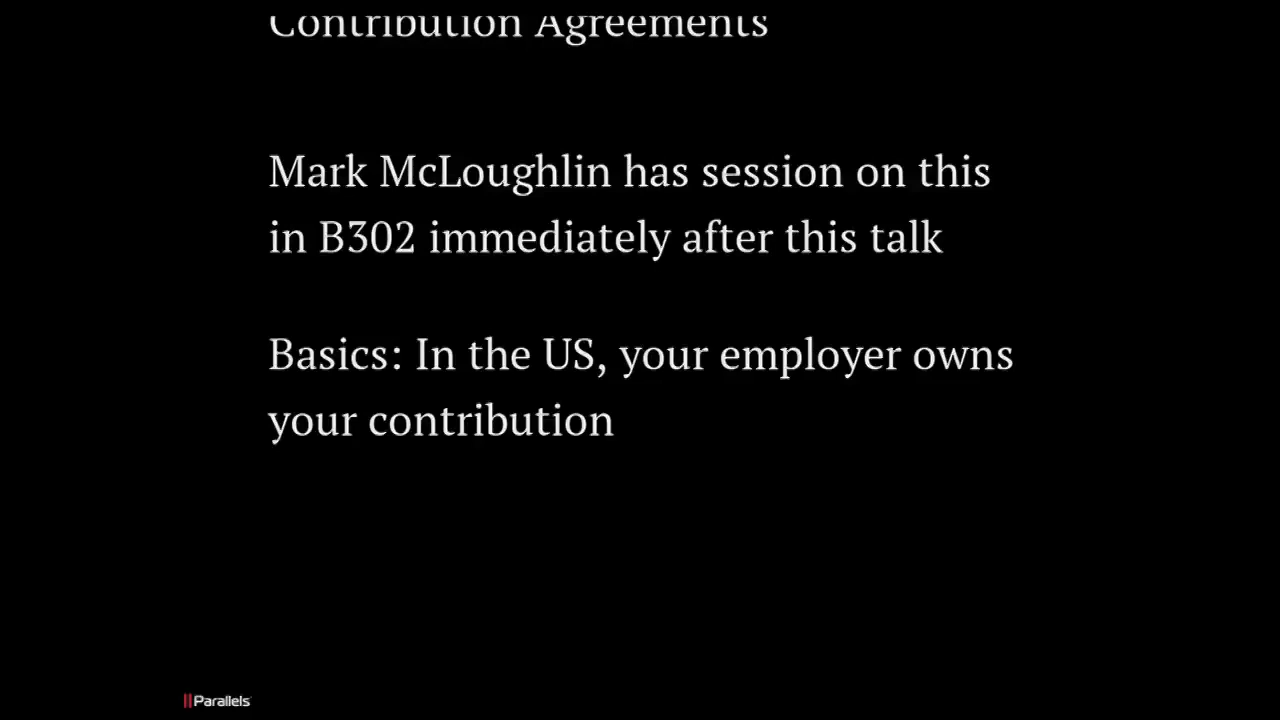 Contribution Agreements
Mark McLoughlin has session on this
in B302 immediately after this talk
Basics: In the US, your employer owns
your contribution
Parallels